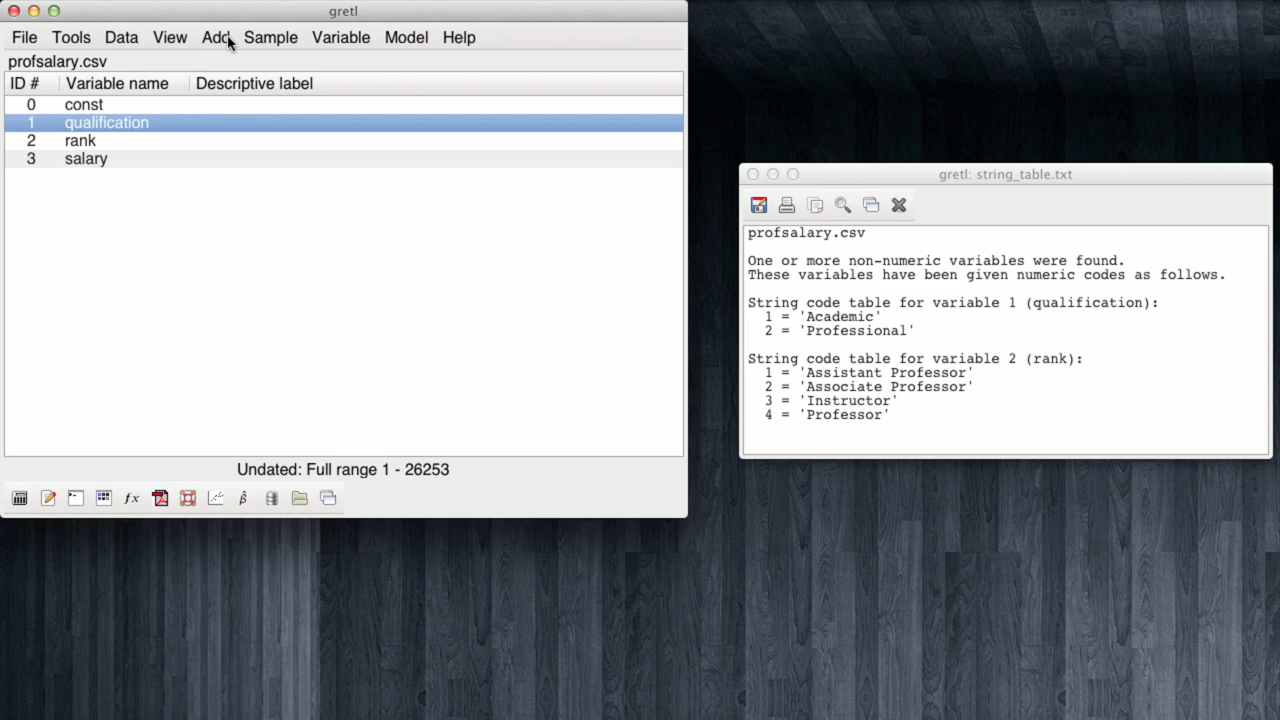 gretl
File Tools Data View Add Sample Variable Model Help
profsalary.csv
ID # Variable name Descriptive label
0 const
1 qualification
2 rank
3 salary
Undated: Full range 1 - 26253
gretl: string_table.txt
profsalary.csv
One or more non-numeric variables were found.
These variables have been given numeric codes as follows.
String code table for variable 1 (qualification):
1 = 'Academic'
2 = 'Professional'
String code table for variable 2 (rank):
1 = 'Assistant Professor'
2 = 'Associate Professor'
3 = 'Instructor'
4 = 'Professor'